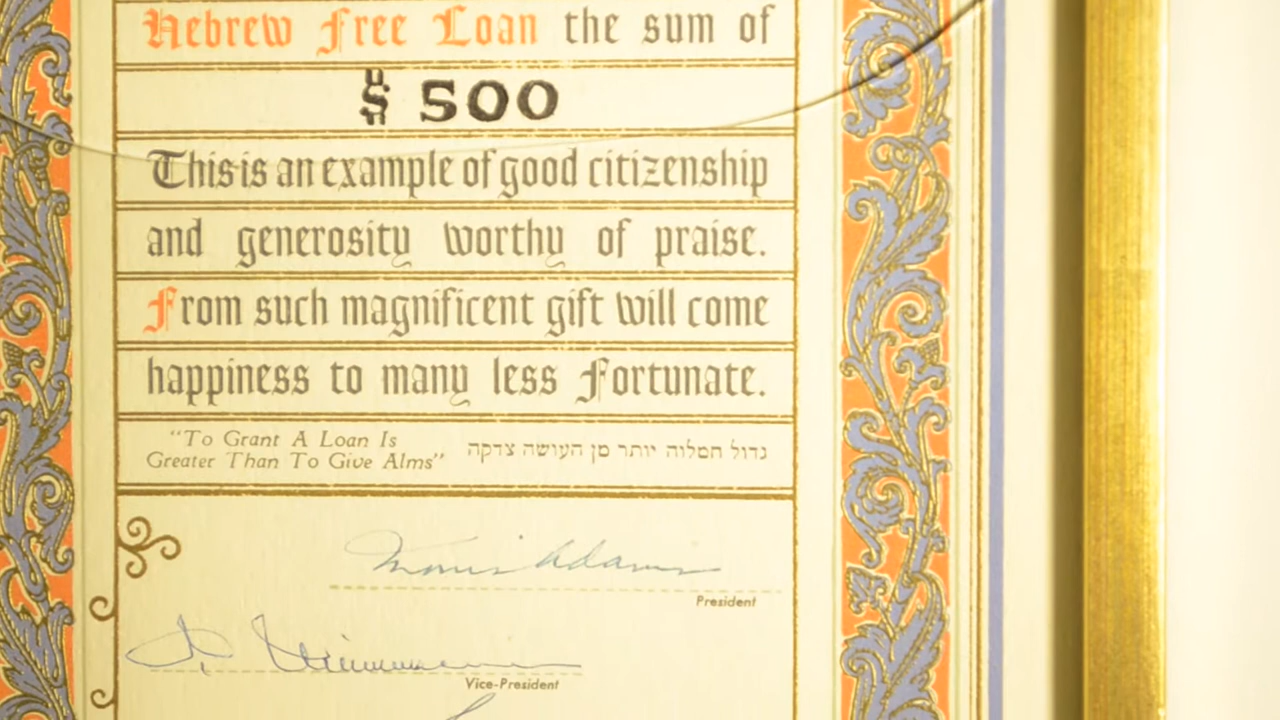 Hebrew Free Loan the sum of
$ 500
This is an example of good citizenship
and generosity worthy of praise.
From such magnificent gift will come
happiness to many less Fortunate.
"To Grant A Loan Is
Greater Than To Give Alms"
גדול המלוה יותר מן העושה צדקה
Morris Adams
President
Vice-President